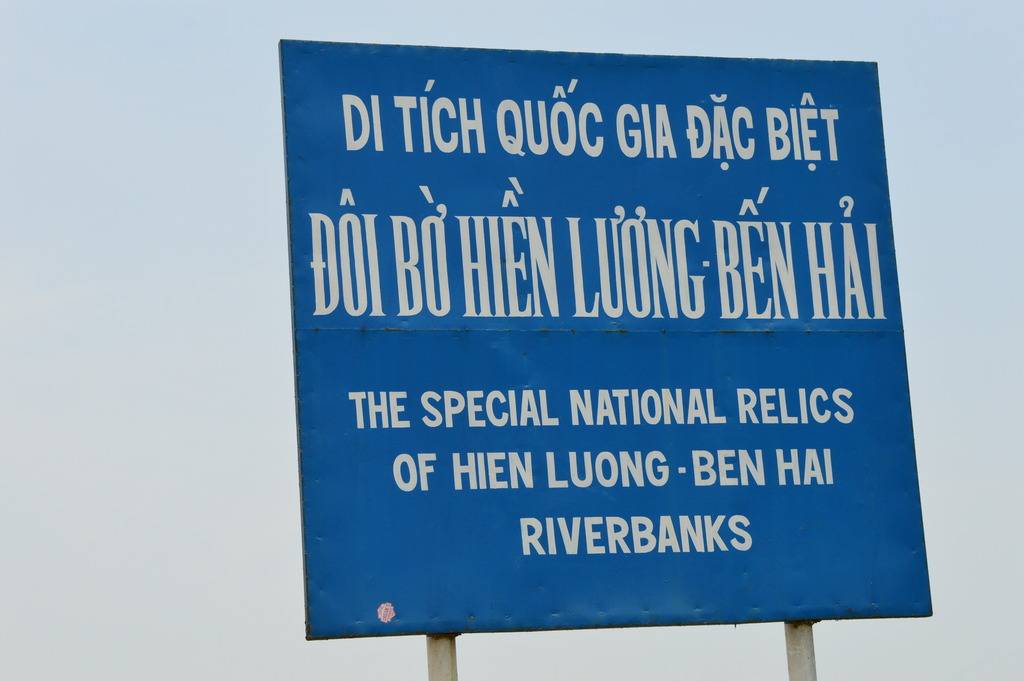 DI TÍCH QUỐC GIA ĐẶC BIỆT
ĐÔI BỜ HIỀN LƯƠNG-BẾN HẢI
THE SPECIAL NATIONAL RELICS
OF HIEN LUONG - BEN HAI
RIVERBANKS